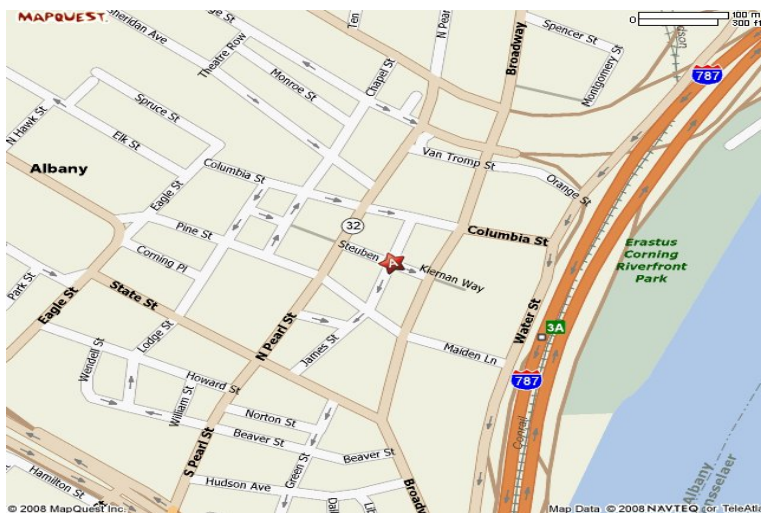 MAPQUEST.
0 100 m
300 ft
Sheridan Ave
Theatre Row
Ten
N Pearl
Broadway
Spencer St
Montgomery St
787
Monroe St
Chapel St
N Hawk St
Spruce St
Elk St
Van Tromp St
Orange St
Albany
Columbia St
Eagle St
32
Columbia St
Pine St
Corning Pl
Steuben
A
Kiernan Way
Erastus
Corning
Riverfront
Park
Park St
State St
Eagle St
Water St
3A
Lodge St
N Pearl St
James St
Maiden Ln
787
Wendell St
Howard St
William St
Norton St
Beaver St
Beaver St
S Pearl St
Green St
Conrail
Hamilton St
Hudson Ave
Albany
© 2008 MapQuest Inc.
Map Data © 2008 NAVTEQ or TeleAtla